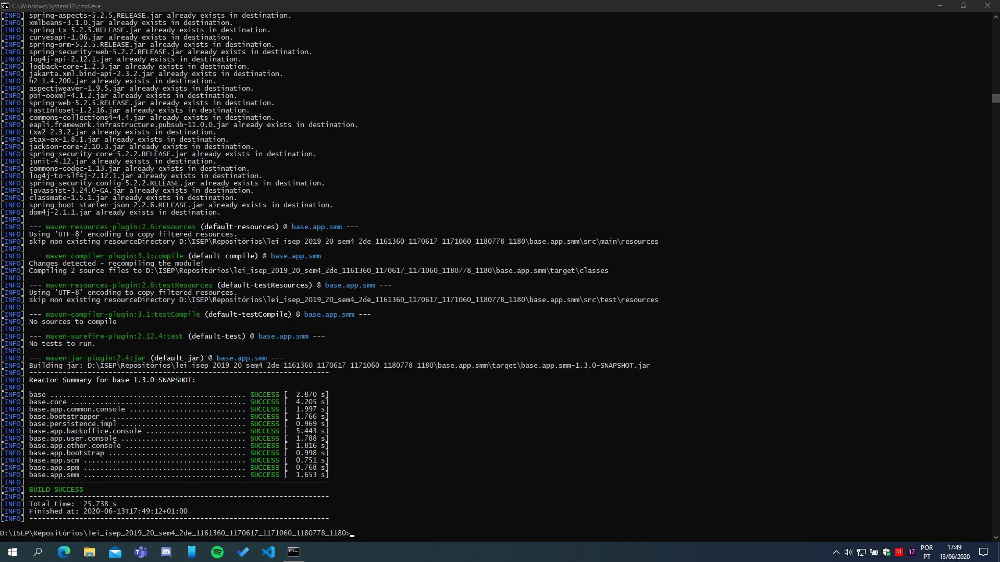 C:\Windows\System32\cmd.exe
[INFO] spring-aspects-5.2.5.RELEASE.jar already exists in destination.
[INFO] xmlbeans-3.1.0.jar already exists in destination.
[INFO] spring-tx-5.2.5.RELEASE.jar already exists in destination.
[INFO] curvesapi-1.06.jar already exists in destination.
[INFO] spring-orm-5.2.5.RELEASE.jar already exists in destination.
[INFO] spring-security-web-5.2.2.RELEASE.jar already exists in destination.
[INFO] log4j-api-2.12.1.jar already exists in destination.
[INFO] logback-core-1.2.3.jar already exists in destination.
[INFO] jakarta.xml.bind-api-2.3.2.jar already exists in destination.
[INFO] h2-1.4.200.jar already exists in destination.
[INFO] aspectjweaver-1.9.5.jar already exists in destination.
[INFO] poi-ooxml-4.1.2.jar already exists in destination.
[INFO] spring-web-5.2.5.RELEASE.jar already exists in destination.
[INFO] FastInfoset-1.2.16.jar already exists in destination.
[INFO] commons-collections4-4.4.jar already exists in destination.
[INFO] eapli.framework.infrastructure.pubsub-11.0.0.jar already exists in destination.
[INFO] txw2-2.3.2.jar already exists in destination.
[INFO] stax-ex-1.8.1.jar already exists in destination.
[INFO] jackson-core-2.10.3.jar already exists in destination.
[INFO] spring-security-core-5.2.2.RELEASE.jar already exists in destination.
[INFO] junit-4.12.jar already exists in destination.
[INFO] commons-codec-1.13.jar already exists in destination.
[INFO] log4j-to-slf4j-2.12.1.jar already exists in destination.
[INFO] spring-security-config-5.2.2.RELEASE.jar already exists in destination.
[INFO] javassist-3.24.0-GA.jar already exists in destination.
[INFO] classmate-1.5.1.jar already exists in destination.
[INFO] spring-boot-starter-json-2.2.6.RELEASE.jar already exists in destination.
[INFO] dom4j-2.1.1.jar already exists in destination.
[INFO]
[INFO] --- maven-resources-plugin:2.6:resources (default-resources) @ base.app.smm ---
[INFO] Using 'UTF-8' encoding to copy filtered resources.
[INFO] skip non existing resourceDirectory D:\ISEP\Repositórios\lei_isep_2019_20_sem4_2de_1161360_1170617_1171060_1180778_1180\base.app.smm\src\main\resources
[INFO]
[INFO] --- maven-compiler-plugin:3.1:compile (default-compile) @ base.app.smm ---
[INFO] Changes detected - recompiling the module!
[INFO] Compiling 2 source files to D:\ISEP\Repositórios\lei_isep_2019_20_sem4_2de_1161360_1170617_1171060_1180778_1180\base.app.smm\target\classes
[INFO]
[INFO] --- maven-resources-plugin:2.6:testResources (default-testResources) @ base.app.smm ---
[INFO] Using 'UTF-8' encoding to copy filtered resources.
[INFO] skip non existing resourceDirectory D:\ISEP\Repositórios\lei_isep_2019_20_sem4_2de_1161360_1170617_1171060_1180778_1180\base.app.smm\src\test\resources
[INFO]
[INFO] --- maven-compiler-plugin:3.1:testCompile (default-testCompile) @ base.app.smm ---
[INFO] No sources to compile
[INFO]
[INFO] --- maven-surefire-plugin:2.12.4:test (default-test) @ base.app.smm ---
[INFO] No tests to run.
[INFO]
[INFO] --- maven-jar-plugin:2.4:jar (default-jar) @ base.app.smm ---
[INFO] Building jar: D:\ISEP\Repositórios\lei_isep_2019_20_sem4_2de_1161360_1170617_1171060_1180778_1180\base.app.smm\target\base.app.smm-1.3.0-SNAPSHOT.jar
[INFO] ------------------------------------------------------------------------
[INFO] Reactor Summary for base 1.3.0-SNAPSHOT:
[INFO]
[INFO] base ............................................... SUCCESS [  2.870 s]
[INFO] base.core .......................................... SUCCESS [  4.205 s]
[INFO] base.app.common.console ............................ SUCCESS [  1.997 s]
[INFO] base.bootstrapper .................................. SUCCESS [  1.766 s]
[INFO] base.persistence.impl .............................. SUCCESS [  0.969 s]
[INFO] base.app.backoffice.console ........................ SUCCESS [  5.443 s]
[INFO] base.app.user.console .............................. SUCCESS [  1.788 s]
[INFO] base.app.other.console ............................. SUCCESS [  1.816 s]
[INFO] base.app.bootstrap ................................. SUCCESS [  0.998 s]
[INFO] base.app.scm ....................................... SUCCESS [  0.751 s]
[INFO] base.app.spm ....................................... SUCCESS [  0.768 s]
[INFO] base.app.smm ....................................... SUCCESS [  1.653 s]
[INFO] ------------------------------------------------------------------------
[INFO] BUILD SUCCESS
[INFO] ------------------------------------------------------------------------
[INFO] Total time:  25.738 s
[INFO] Finished at: 2020-06-13T17:49:12+01:00
[INFO] ------------------------------------------------------------------------
D:\ISEP\Repositórios\lei_isep_2019_20_sem4_2de_1161360_1170617_1171060_1180778_1180>
41 37 POR 17:49
PT 13/06/2020